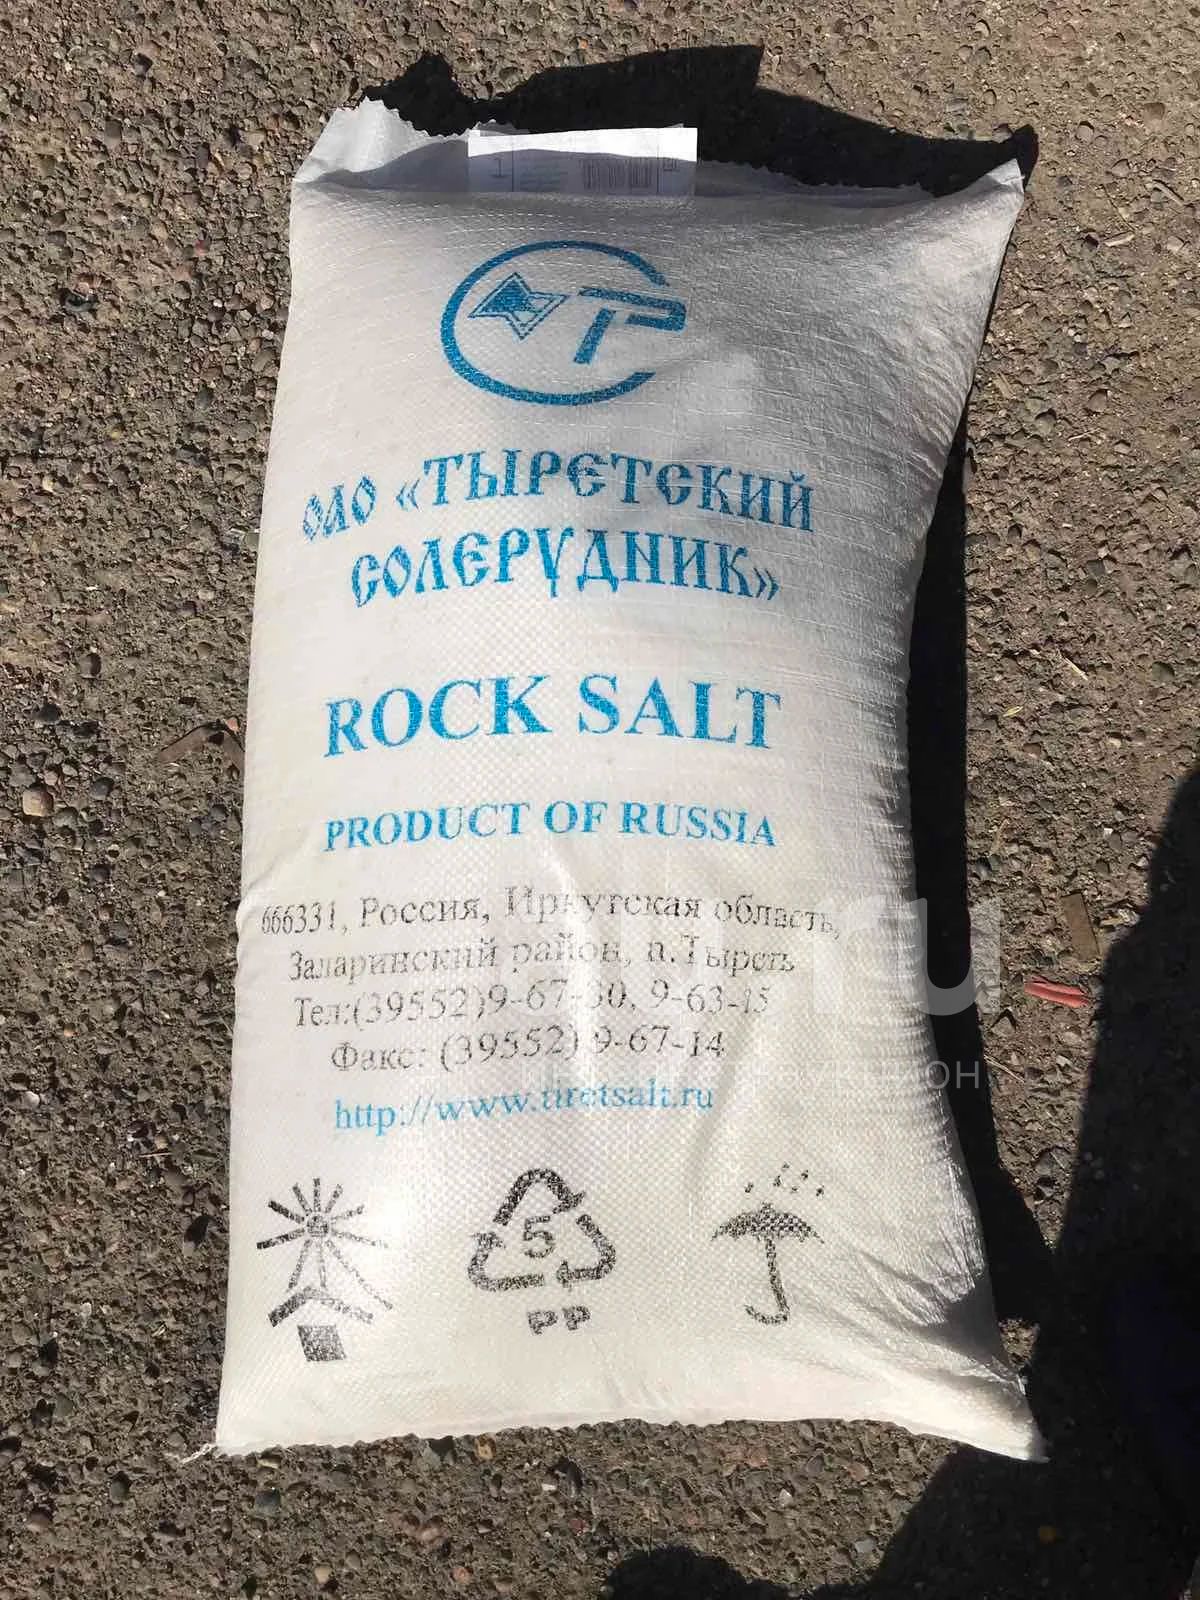 ТР
ОАО «ТЫРЕТСКИЙ
СОЛЕРУДНИК»
ROCK SALT
PRODUCT OF RUSSIA
666331, Россия, Иркутская область,
Заларинский район, п.Тыреть
Тел:(39552)9-67-30, 9-63-15
Факс: (39552) 9-67-14
http://www.tiretsalt.ru
5
PP